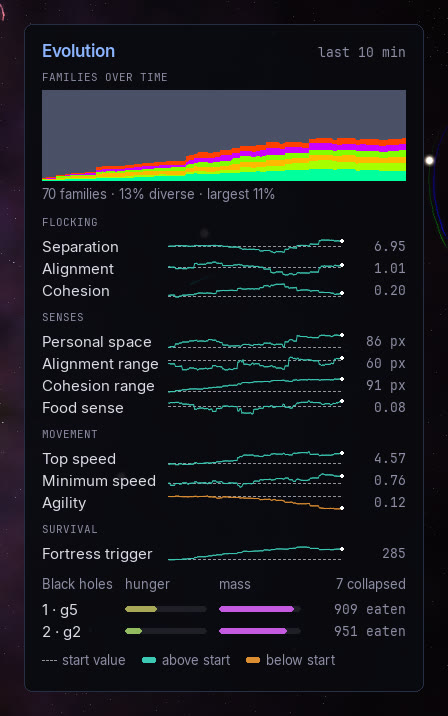 Evolution last 10 min
FAMILIES OVER TIME
70 families · 13% diverse · largest 11%
FLOCKING
Separation 6.95
Alignment 1.01
Cohesion 0.20
SENSES
Personal space 86 px
Alignment range 60 px
Cohesion range 91 px
Food sense 0.08
MOVEMENT
Top speed 4.57
Minimum speed 0.76
Agility 0.12
SURVIVAL
Fortress trigger 285
Black holes hunger mass 7 collapsed
1 · g5 909 eaten
2 · g2 951 eaten
start value above start below start